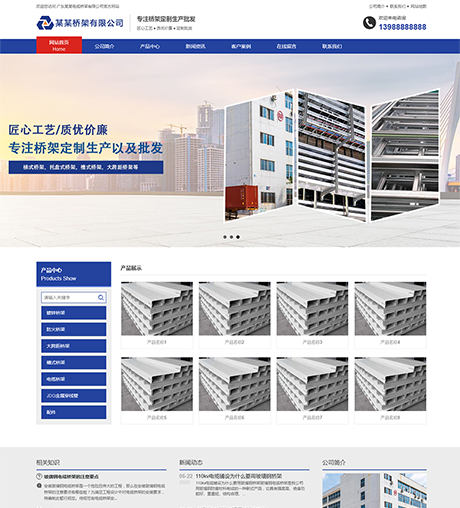 欢迎您访问广东某某电缆桥架有限公司官方网站
公司简介 • 联系我们 • 网站地图
某某桥架有限公司
专注桥架定制生产批发
匠心工艺 • 质优价廉 • 定制批发
欢迎来电咨询
13988888888
网站首页
Home
公司简介
产品中心
新闻资讯
客户案例
在线留言
联系我们
匠心工艺/质优价廉
专注桥架定制生产以及批发
梯式桥架，托盘式桥架，槽式桥架，大跨距桥架等
产品中心
Products Show
请输入关键字
镀锌桥架
防火桥架
大跨距桥架
槽式桥架
电缆桥架
JDG金属穿线管
配件
产品展示
产品名称1
产品名称2
产品名称3
产品名称4
产品名称5
产品名称6
产品名称7
产品名称8
相关知识
玻璃钢电缆桥架的注意要点
新闻动态
05-22
110kv电缆铺设为什么要用玻璃钢桥架
公司简介